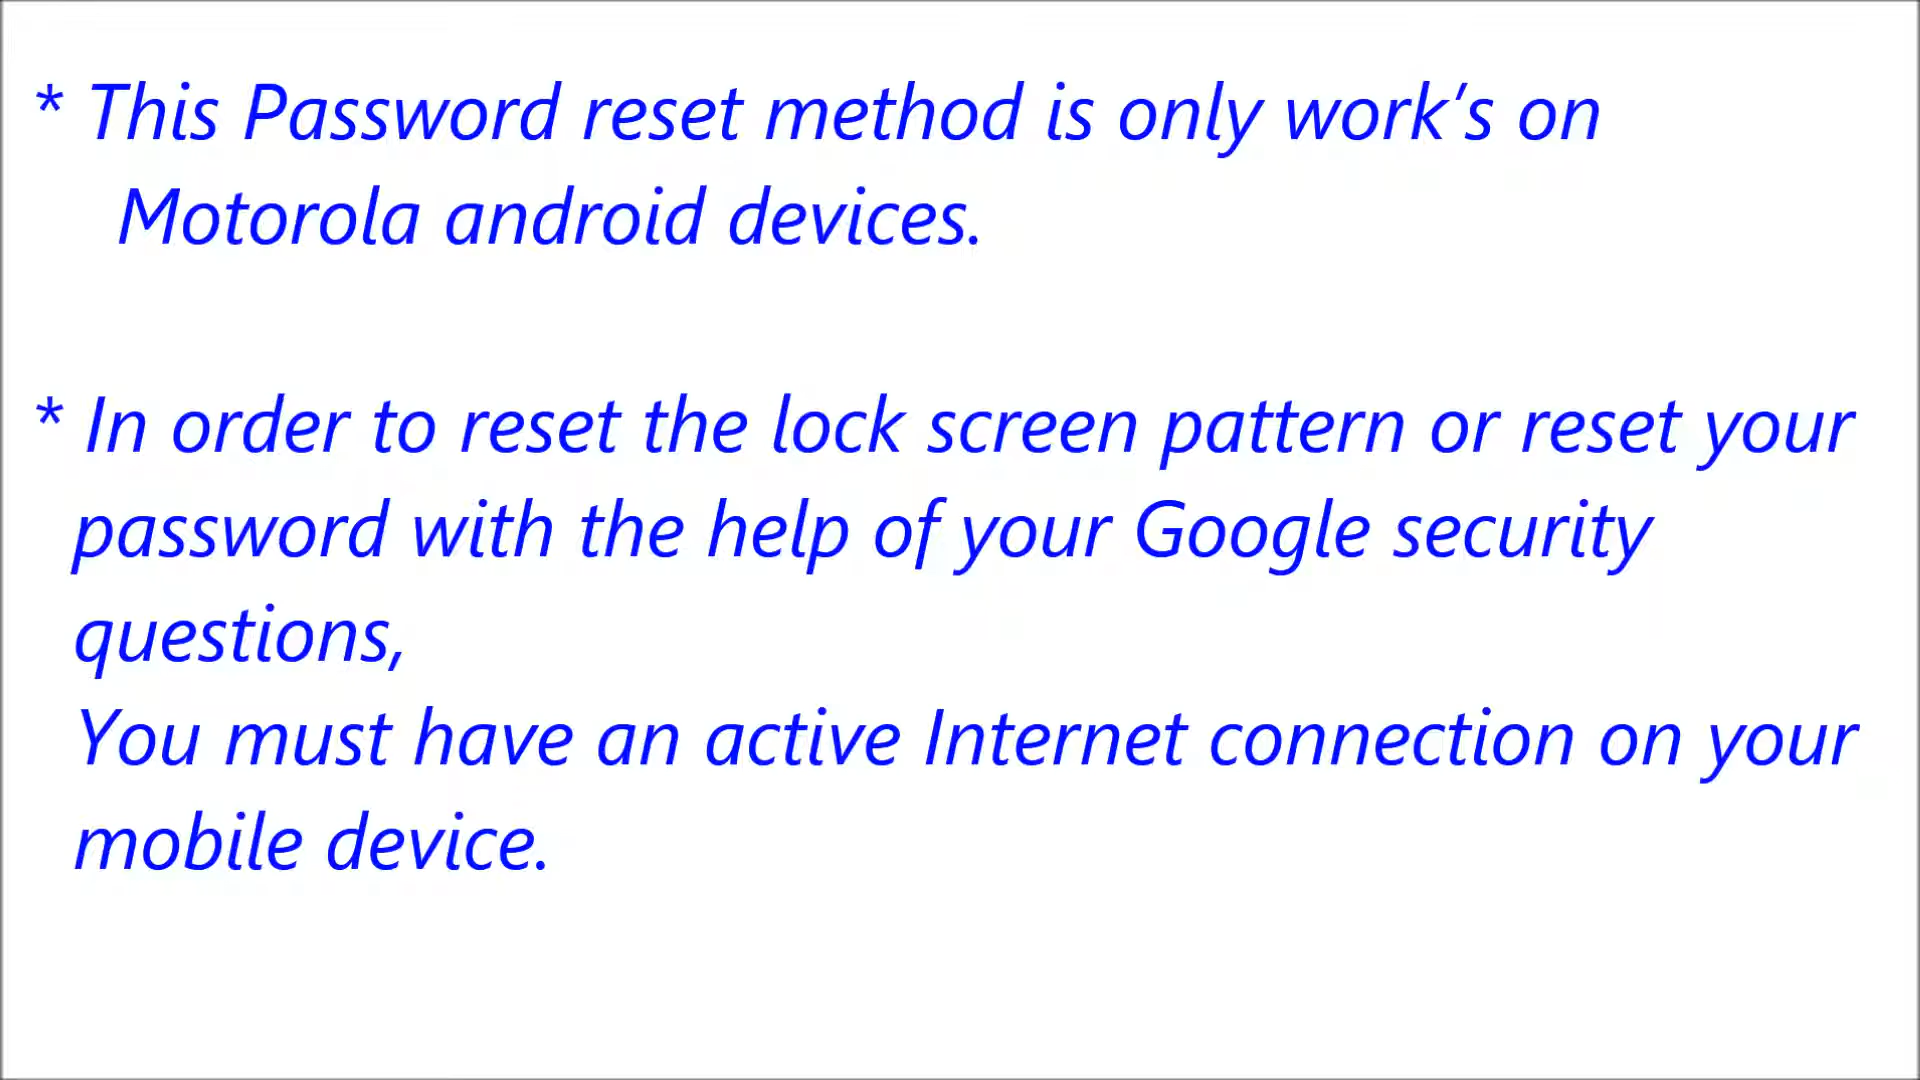 * This Password reset method is only work’s on
Motorola android devices.
* In order to reset the lock screen pattern or reset your
password with the help of your Google security
questions,
You must have an active Internet connection on your
mobile device.